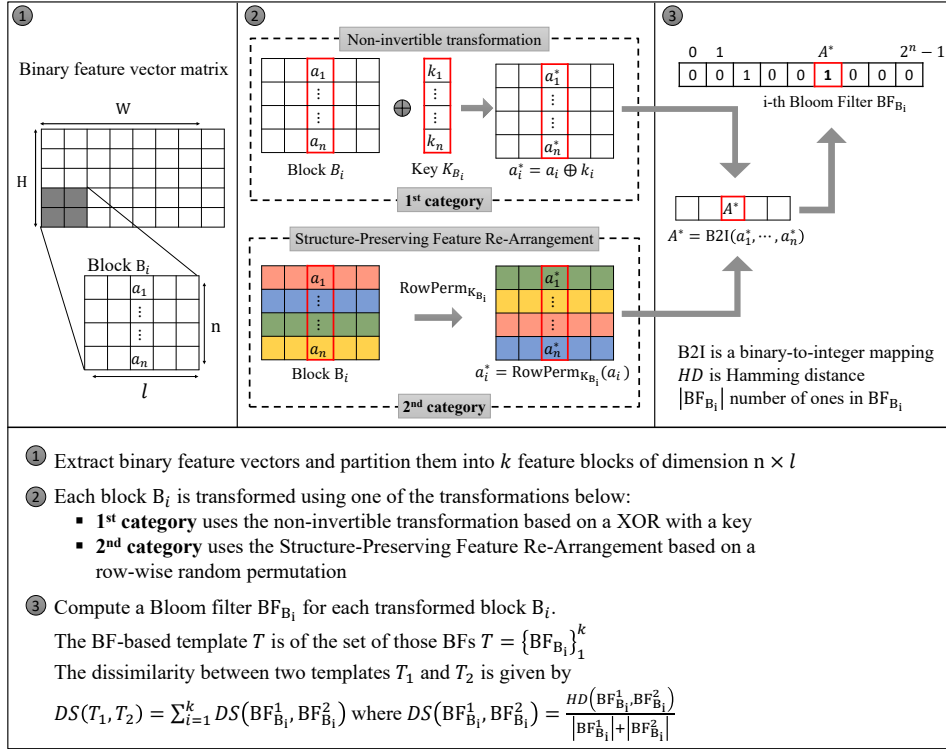 1
Binary feature vector matrix
W
H
Block B_i
a_1
⋮
⋮
a_n
n
l
2
Non-invertible transformation
a_1 k_1 a_1^*
⋮ ⋮ ⋮
⊕
⋮ ⋮ ⋮
a_n k_n a_n^*
Block B_i Key K_{B_i} a_i^* = a_i ⊕ k_i
1st category
Structure-Preserving Feature Re-Arrangement
a_1 a_1^*
⋮ RowPerm_{K_{B_i}} ⋮
⋮ ⋮
a_n a_n^*
Block B_i a_i^* = RowPerm_{K_{B_i}}(a_i)
2nd category
3
0 1 A^* 2^n − 1
0 0 1 0 0 1 0 0 0
i-th Bloom Filter BF_{B_i}
A^*
A^* = B2I(a_1^*, ⋯, a_n^*)
B2I is a binary-to-integer mapping
HD is Hamming distance
|BF_{B_i}| number of ones in BF_{B_i}
1 Extract binary feature vectors and partition them into k feature blocks of dimension n × l
2 Each block B_i is transformed using one of the transformations below:
▪ 1st category uses the non-invertible transformation based on a XOR with a key
▪ 2nd category uses the Structure-Preserving Feature Re-Arrangement based on a
row-wise random permutation
3 Compute a Bloom filter BF_{B_i} for each transformed block B_i.
The BF-based template T is of the set of those BFs T = {BF_{B_i}}_1^k
The dissimilarity between two templates T_1 and T_2 is given by
DS(T_1, T_2) = ∑_{i=1}^k DS(BF_{B_i}^1, BF_{B_i}^2) where DS(BF_{B_i}^1, BF_{B_i}^2) = HD(BF_{B_i}^1, BF_{B_i}^2) / |BF_{B_i}^1| + |BF_{B_i}^2|